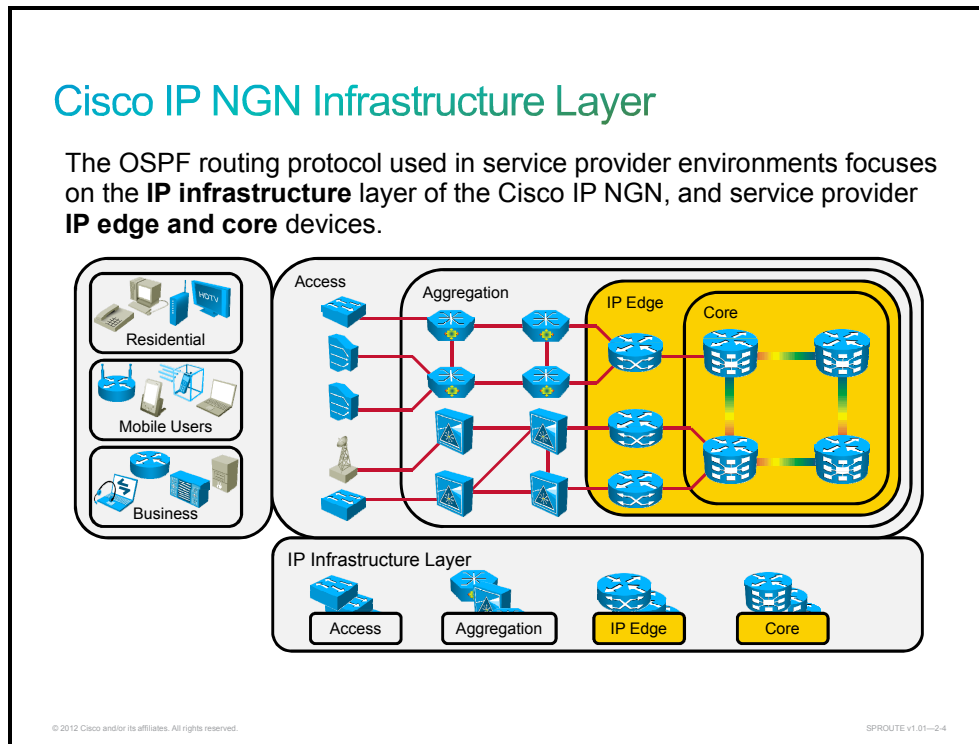 Cisco IP NGN Infrastructure Layer
The OSPF routing protocol used in service provider environments focuses
on the IP infrastructure layer of the Cisco IP NGN, and service provider
IP edge and core devices.
HDTV
Residential
Mobile Users
Business
Access
Aggregation
IP Edge
Core
IP Infrastructure Layer
Access
Aggregation
IP Edge
Core
© 2012 Cisco and/or its affiliates. All rights reserved.
SPROUTE v1.01—2-4